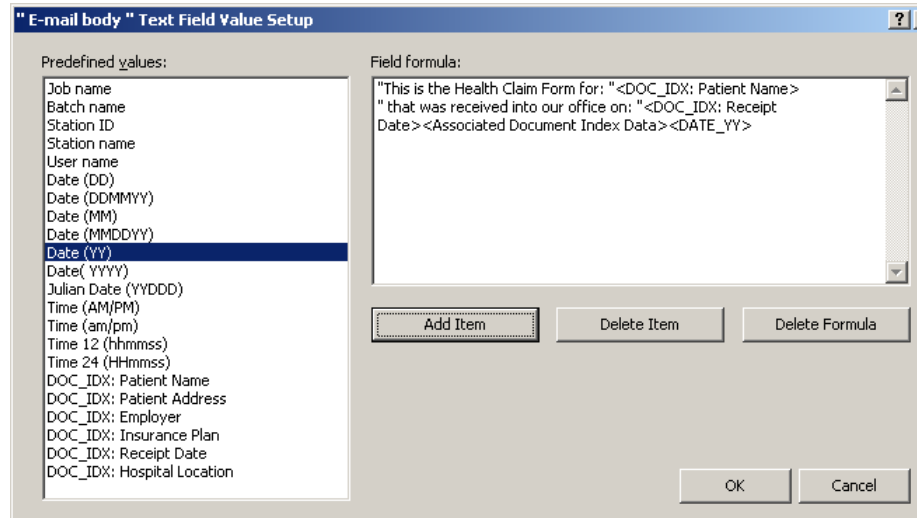 " E-mail body " Text Field Value Setup
?
Predefined values:
Job name
Batch name
Station ID
Station name
User name
Date (DD)
Date (DDMMYY)
Date (MM)
Date (MMDDYY)
Date (YY)
Date( YYYY)
Julian Date (YYDDD)
Time (AM/PM)
Time (am/pm)
Time 12 (hhmmss)
Time 24 (HHmmss)
DOC_IDX: Patient Name
DOC_IDX: Patient Address
DOC_IDX: Employer
DOC_IDX: Insurance Plan
DOC_IDX: Receipt Date
DOC_IDX: Hospital Location
Field formula:
"This is the Health Claim Form for: "<DOC_IDX: Patient Name>
" that was received into our office on: "<DOC_IDX: Receipt
Date><Associated Document Index Data><DATE_YY>
Add Item
Delete Item
Delete Formula
OK
Cancel